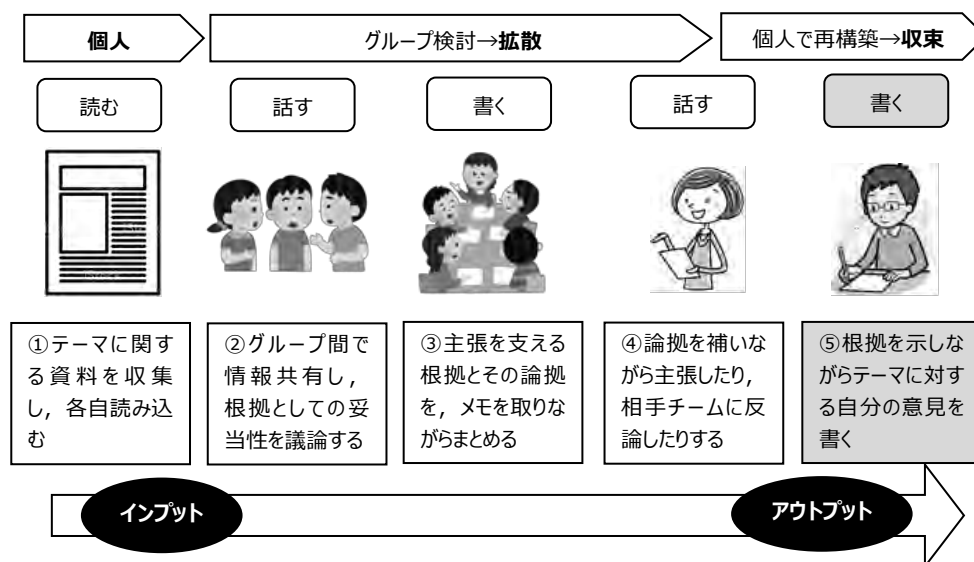 個人
グループ検討→拡散
個人で再構築→収束
読む
話す
書く
話す
書く
①テーマに関す
る資料を収集
し，各自読み込
む
②グループ間で
情報共有し，
根拠としての妥
当性を議論する
③主張を支える
根拠とその論拠
を，メモを取りな
がらまとめる
④論拠を補いな
がら主張したり，
相手チームに反
論したりする
⑤根拠を示しな
がらテーマに対す
る自分の意見を
書く
インプット
アウトプット